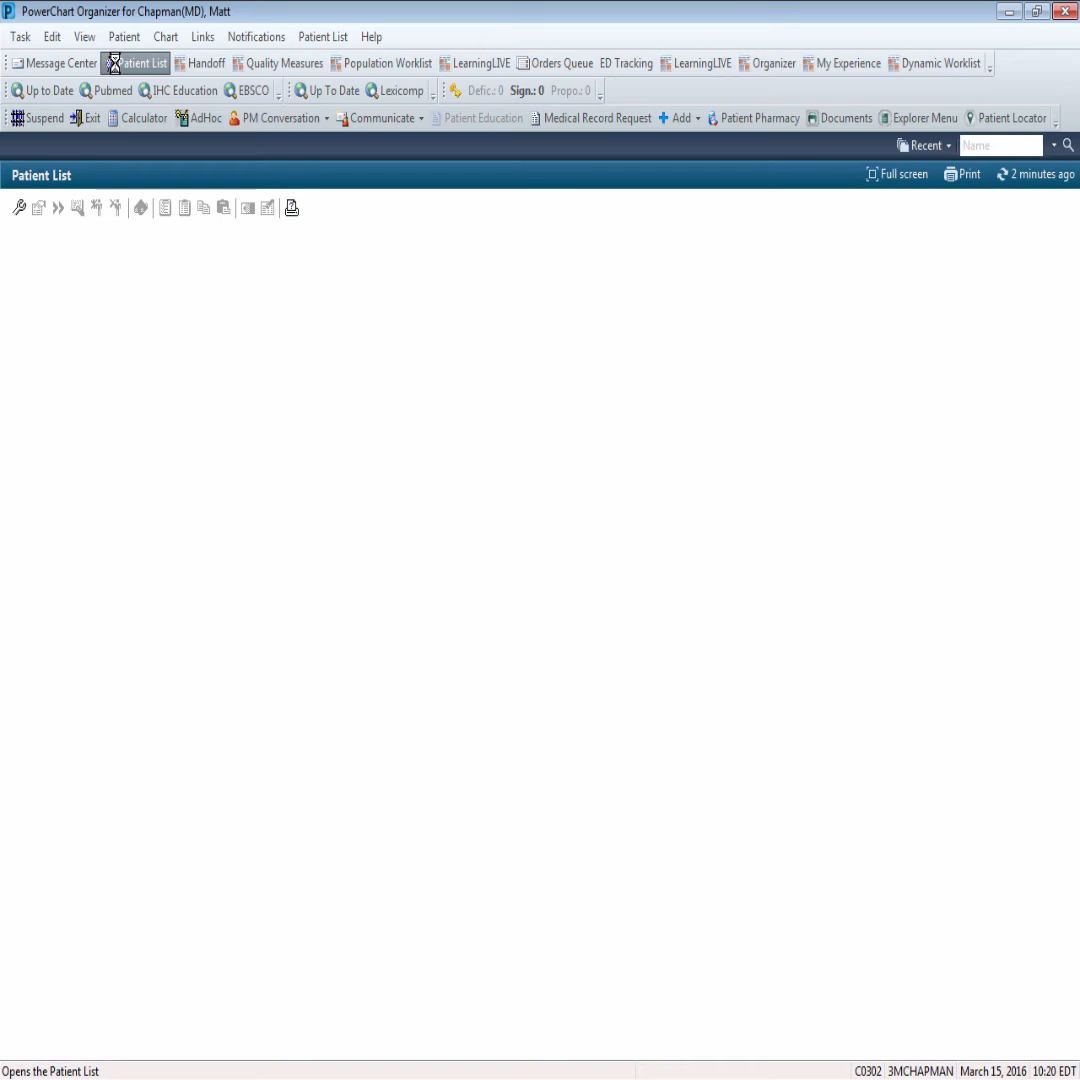 PowerChart Organizer for Chapman(MD), Matt
Task Edit View Patient Chart Links Notifications Patient List Help
Message Center Patient List Handoff Quality Measures Population Worklist LearningLIVE Orders Queue ED Tracking LearningLIVE Organizer My Experience Dynamic Worklist
Up to Date Pubmed IHC Education EBSCO Up To Date Lexicomp Defic.: 0 Sign.: 0 Propo.: 0
Suspend Exit Calculator AdHoc PM Conversation Communicate Patient Education Medical Record Request Add Patient Pharmacy Documents Explorer Menu Patient Locator
Recent Name
Patient List Full screen Print 2 minutes ago
Opens the Patient List C0302 3MCHAPMAN March 15, 2016 10:20 EDT